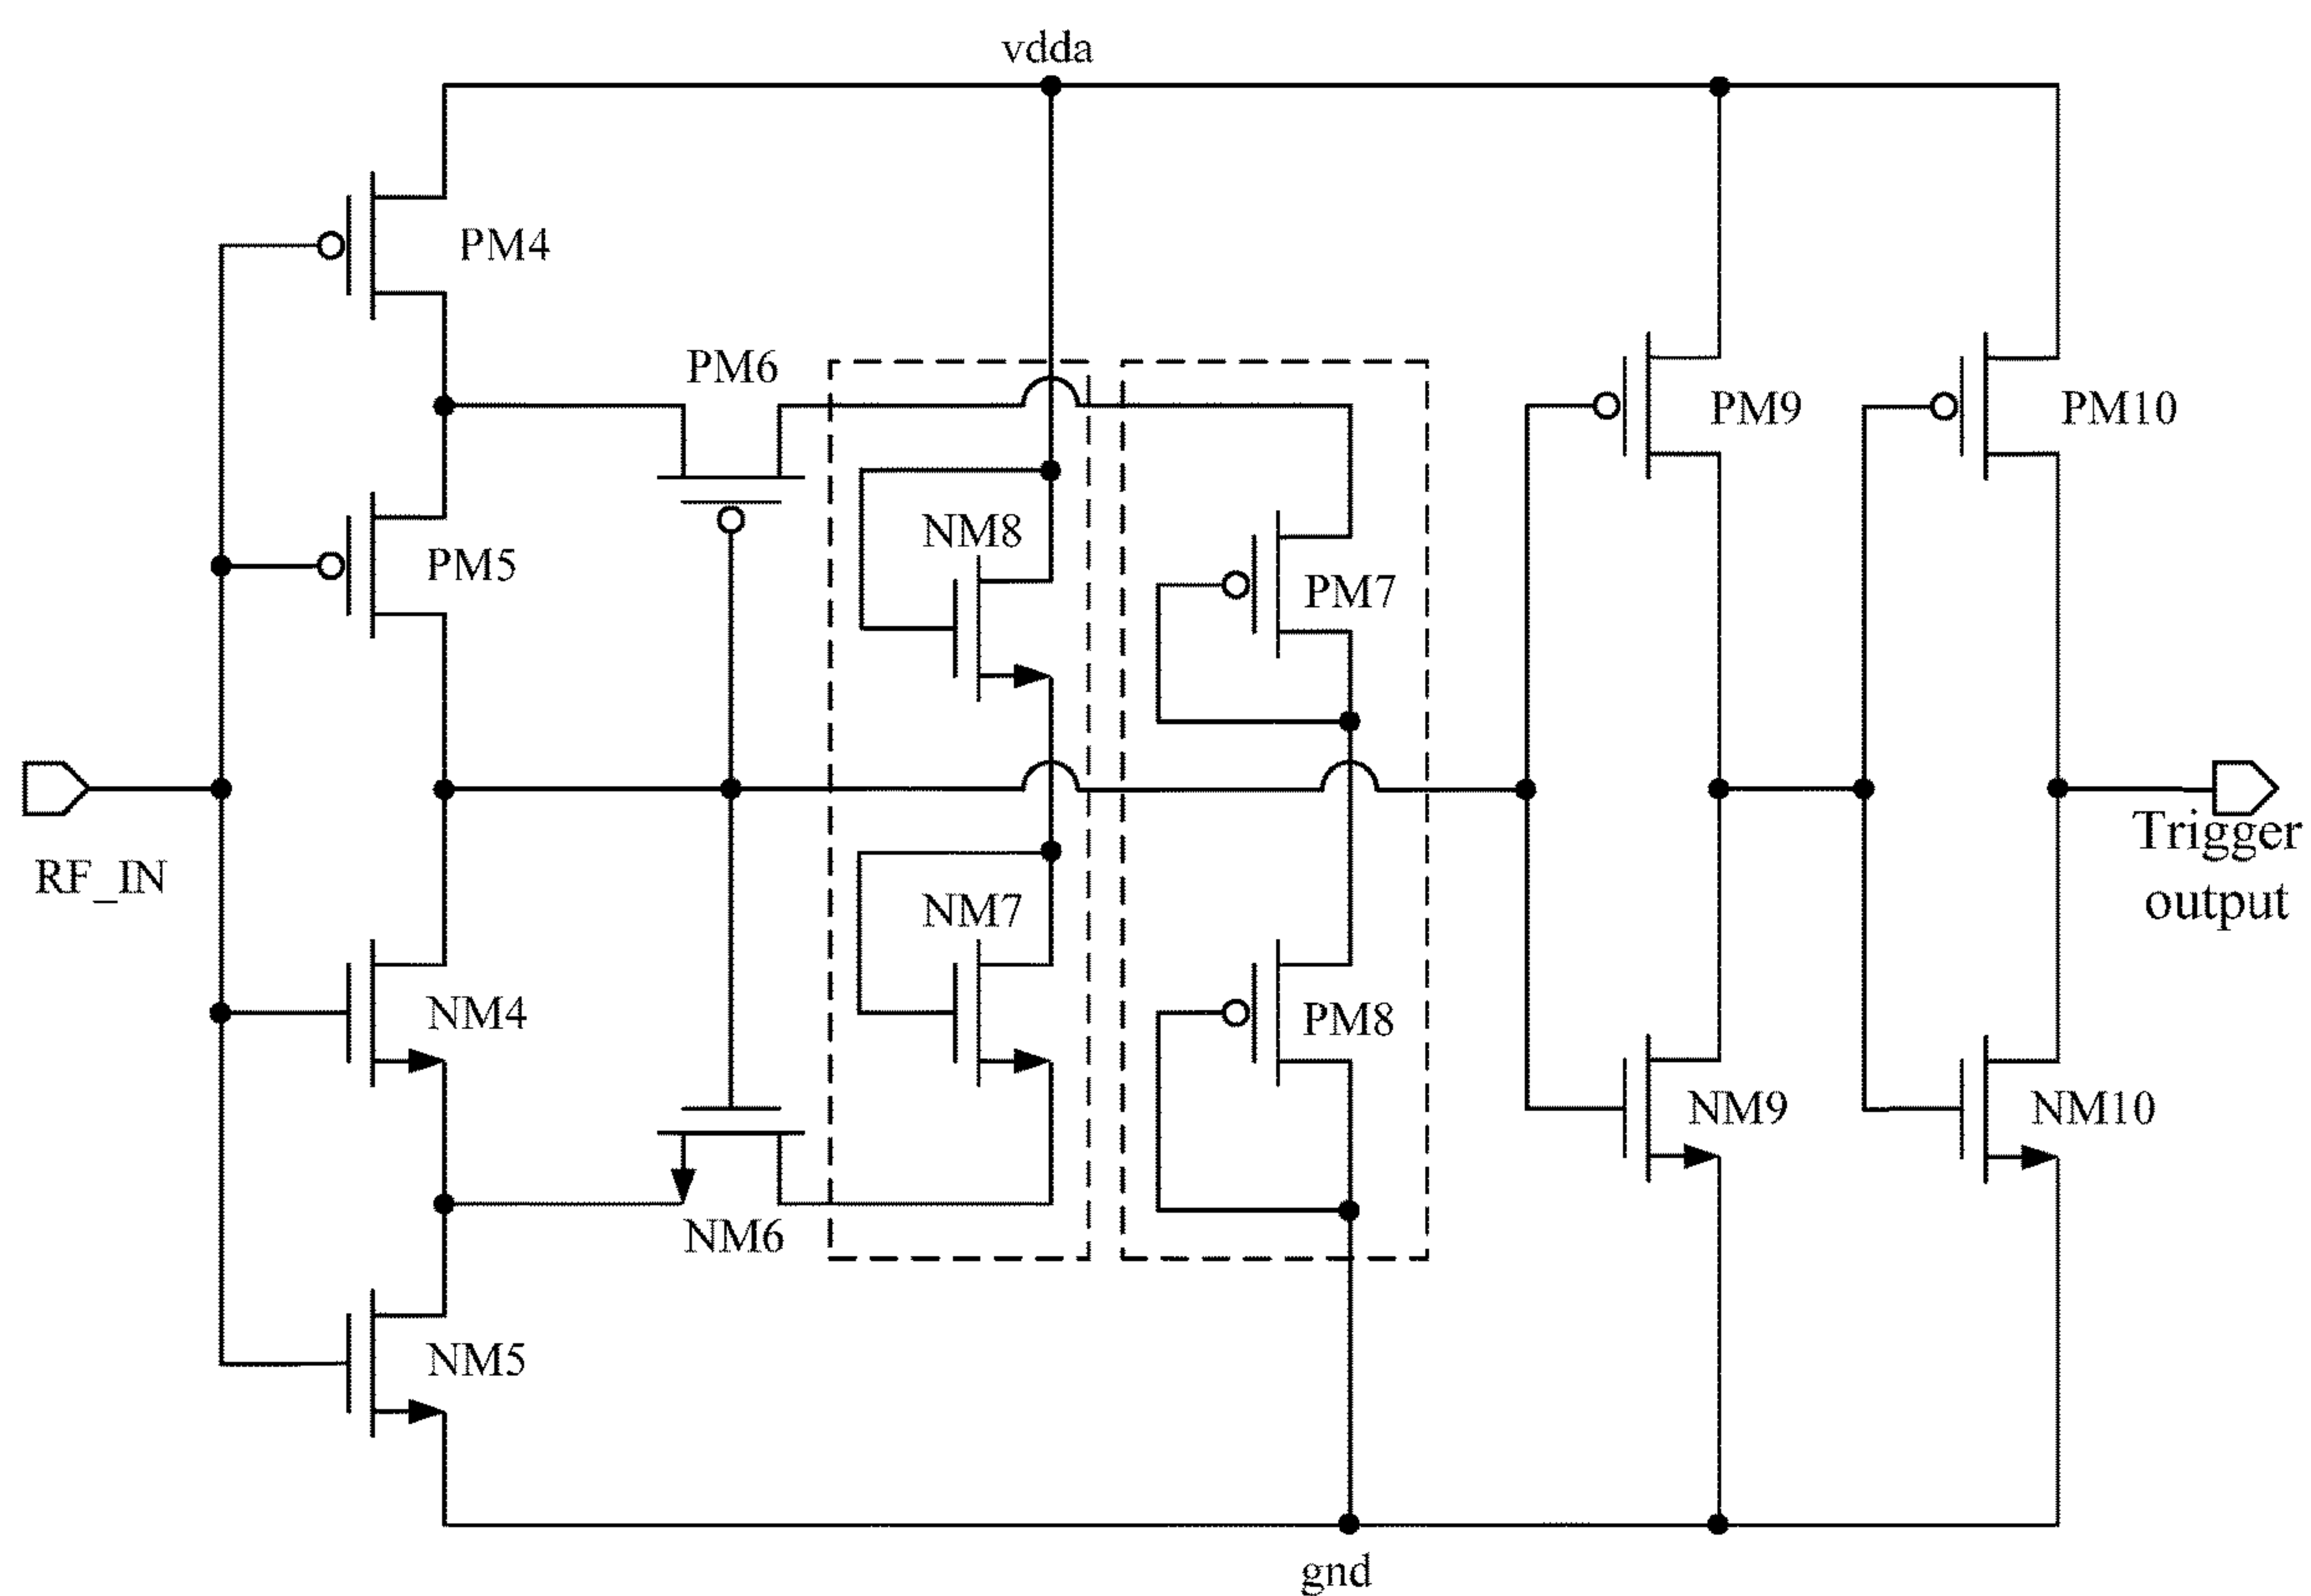 vdda
PM4
PM6
PM9
PM10
NM8
PM5
PM7
RF_IN
Trigger
output
NM7
NM4
PM8
NM9
NM10
NM6
NM5
gnd